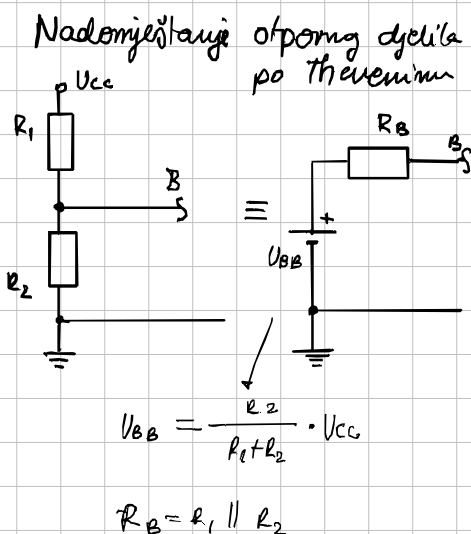 Nadomještanje otpornog djelila
po Theveninu
Ucc
R1
B
R2
≡
RB
B
+
UBB
UBB = R2 / (R1+R2) · Ucc
RB = R1 || R2